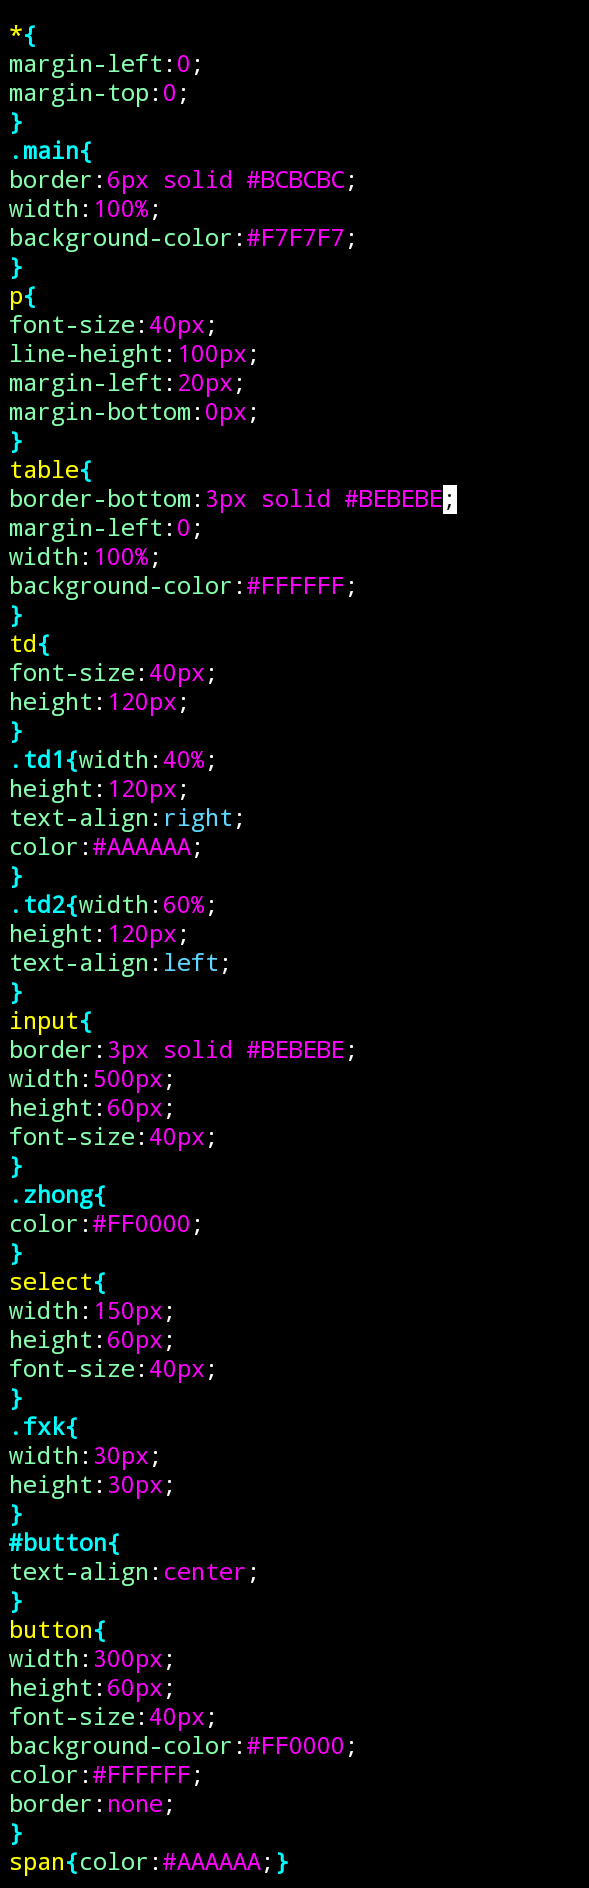 *{
margin-left:0;
margin-top:0;
}
.main{
border:6px solid #BCBCBC;
width:100%;
background-color:#F7F7F7;
}
p{
font-size:40px;
line-height:100px;
margin-left:20px;
margin-bottom:0px;
}
table{
border-bottom:3px solid #BEBEBE;
margin-left:0;
width:100%;
background-color:#FFFFFF;
}
td{
font-size:40px;
height:120px;
}
.td1{width:40%;
height:120px;
text-align:right;
color:#AAAAAA;
}
.td2{width:60%;
height:120px;
text-align:left;
}
input{
border:3px solid #BEBEBE;
width:500px;
height:60px;
font-size:40px;
}
.zhong{
color:#FF0000;
}
select{
width:150px;
height:60px;
font-size:40px;
}
.fxk{
width:30px;
height:30px;
}
#button{
text-align:center;
}
button{
width:300px;
height:60px;
font-size:40px;
background-color:#FF0000;
color:#FFFFFF;
border:none;
}
span{color:#AAAAAA;}